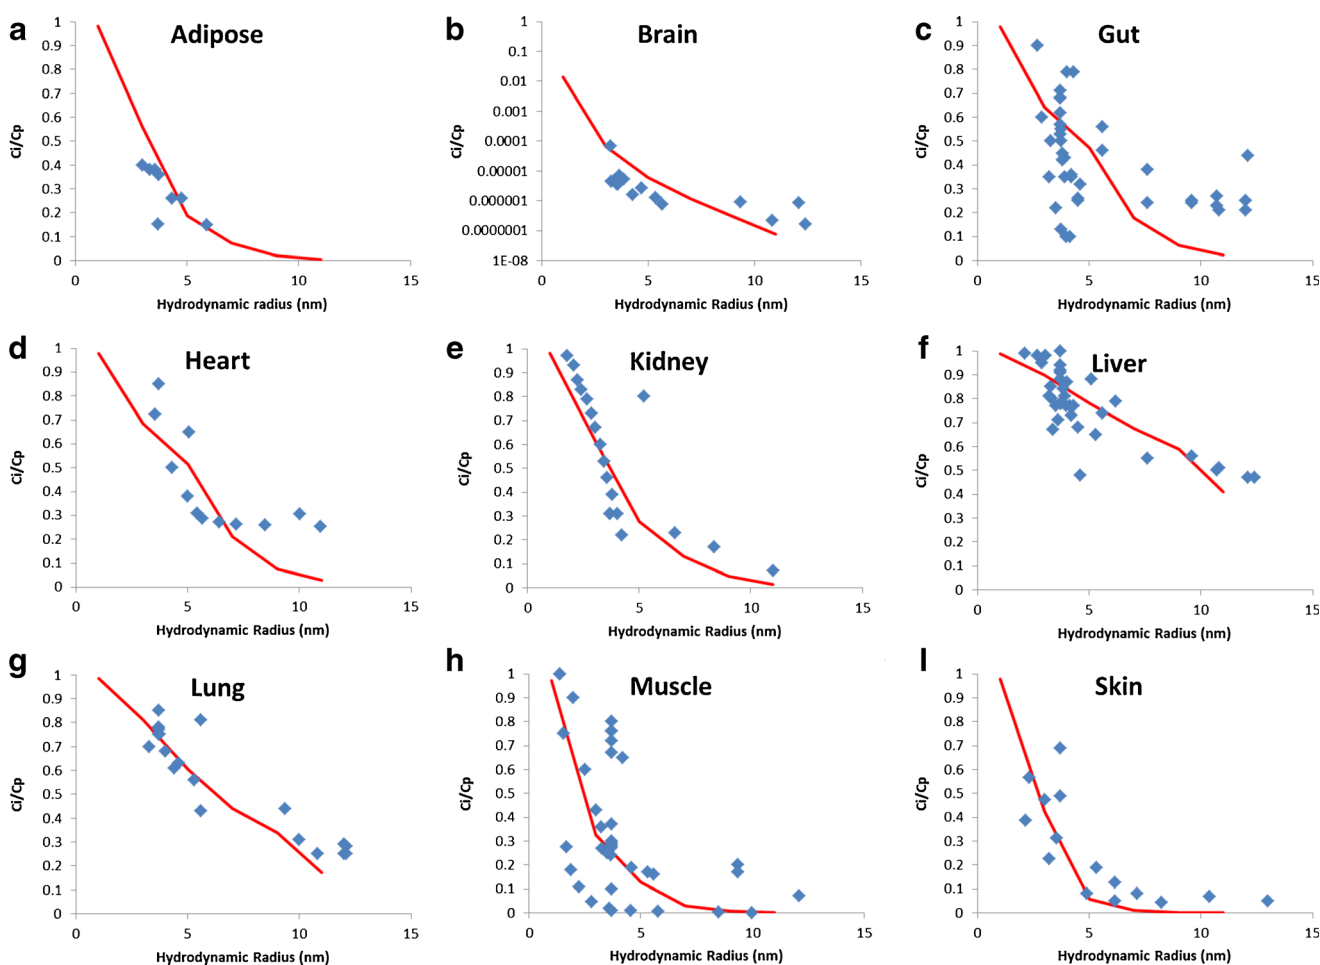 a
Adipose
1
0.9
0.8
0.7
0.6
0.5
0.4
0.3
0.2
0.1
0
Ci/Cp
0 5 10 15
Hydrodynamic radius (nm)
b
Brain
1
0.1
0.01
0.001
0.0001
0.00001
0.000001
0.0000001
1E-08
Ci/Cp
0 5 10 15
Hydrodynamic Radius (nm)
c
Gut
1
0.9
0.8
0.7
0.6
0.5
0.4
0.3
0.2
0.1
0
Ci/Cp
0 5 10 15
Hydrodynamic Radius (nm)
d
Heart
1
0.9
0.8
0.7
0.6
0.5
0.4
0.3
0.2
0.1
0
Ci/Cp
0 5 10 15
Hydrodynamic Radius (nm)
e
Kidney
1
0.9
0.8
0.7
0.6
0.5
0.4
0.3
0.2
0.1
0
Ci/Cp
0 5 10 15
Hydrodynamic Radius (nm)
f
Liver
1
0.9
0.8
0.7
0.6
0.5
0.4
0.3
0.2
0.1
0
Ci/Cp
0 5 10 15
Hydrodynamic Radius (nm)
g
Lung
1
0.9
0.8
0.7
0.6
0.5
0.4
0.3
0.2
0.1
0
Ci/Cp
0 5 10 15
Hydrodynamic Radius (nm)
h
Muscle
1
0.9
0.8
0.7
0.6
0.5
0.4
0.3
0.2
0.1
0
Ci/Cp
0 5 10 15
Hydrodynamic Radius (nm)
l
Skin
1
0.9
0.8
0.7
0.6
0.5
0.4
0.3
0.2
0.1
0
Ci/Cp
0 5 10 15
Hydrodynamic Radius (nm)